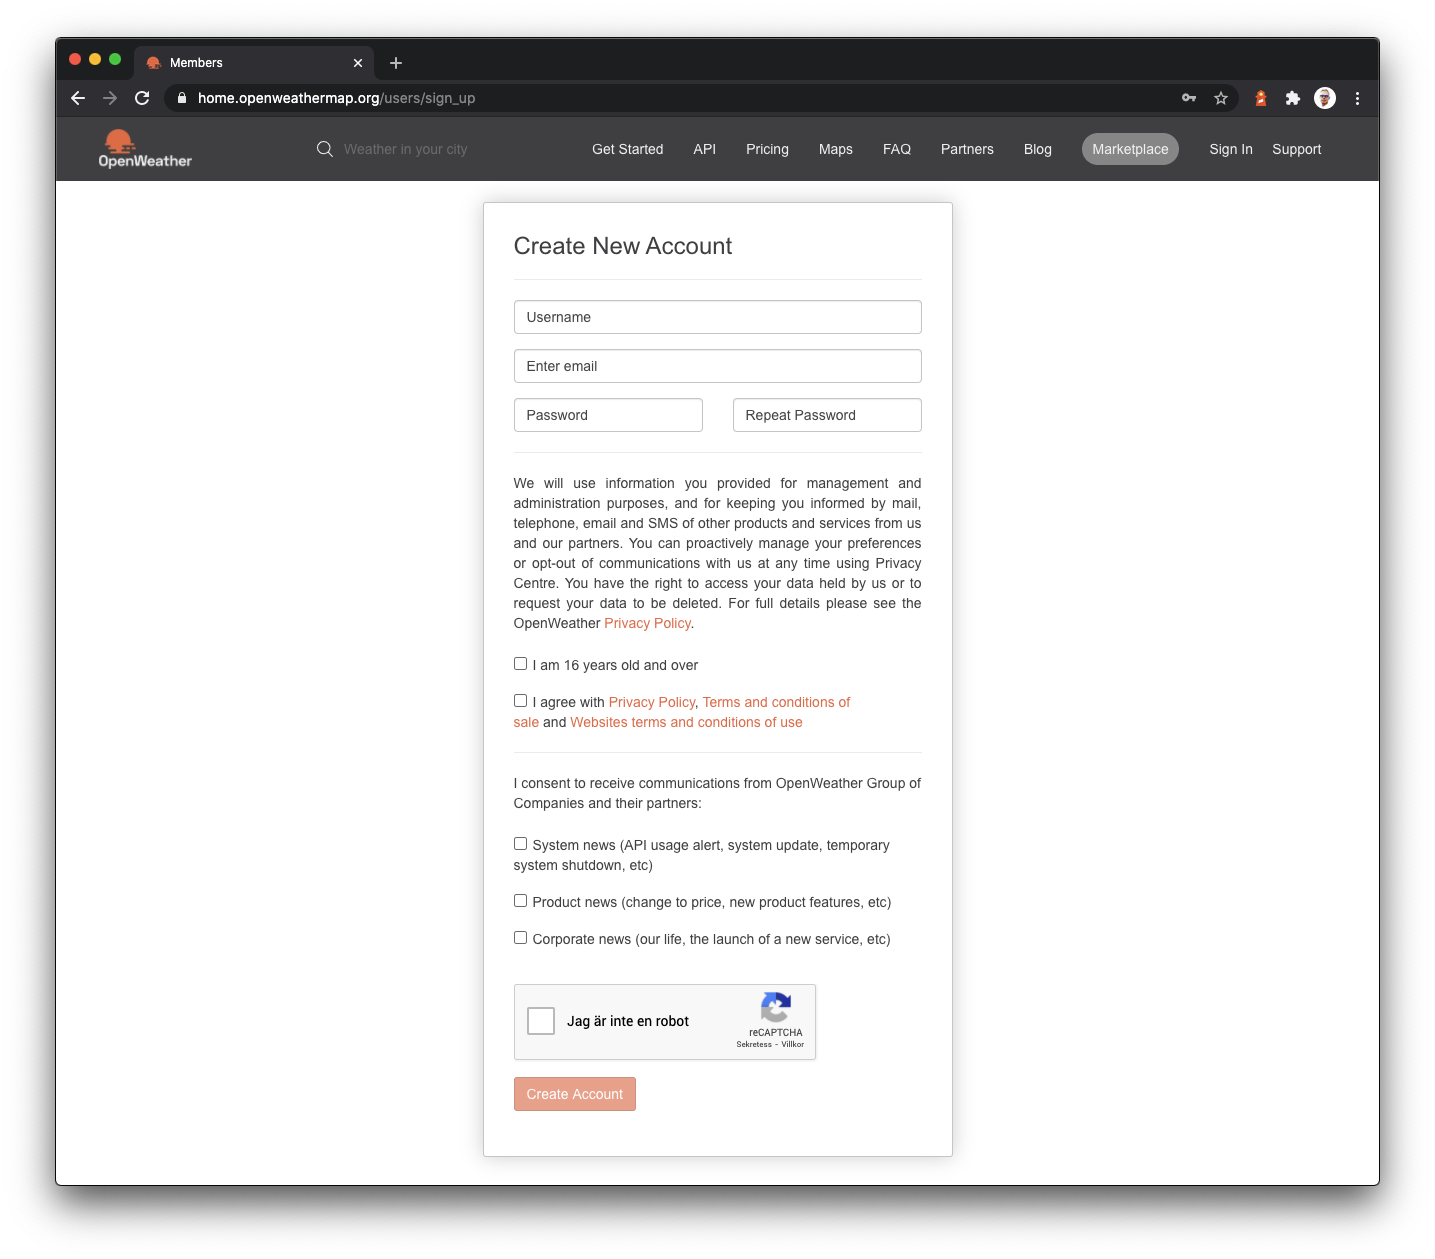 Members
home.openweathermap.org/users/sign_up
OpenWeather
Weather in your city
Get Started
API
Pricing
Maps
FAQ
Partners
Blog
Marketplace
Sign In
Support
Create New Account
Username
Enter email
Password
Repeat Password
We will use information you provided for management and
administration purposes, and for keeping you informed by mail,
telephone, email and SMS of other products and services from us
and our partners. You can proactively manage your preferences
or opt-out of communications with us at any time using Privacy
Centre. You have the right to access your data held by us or to
request your data to be deleted. For full details please see the
OpenWeather Privacy Policy.
I am 16 years old and over
I agree with Privacy Policy, Terms and conditions of
sale and Websites terms and conditions of use
I consent to receive communications from OpenWeather Group of
Companies and their partners:
System news (API usage alert, system update, temporary
system shutdown, etc)
Product news (change to price, new product features, etc)
Corporate news (our life, the launch of a new service, etc)
Jag är inte en robot
reCAPTCHA
Sekretess - Villkor
Create Account